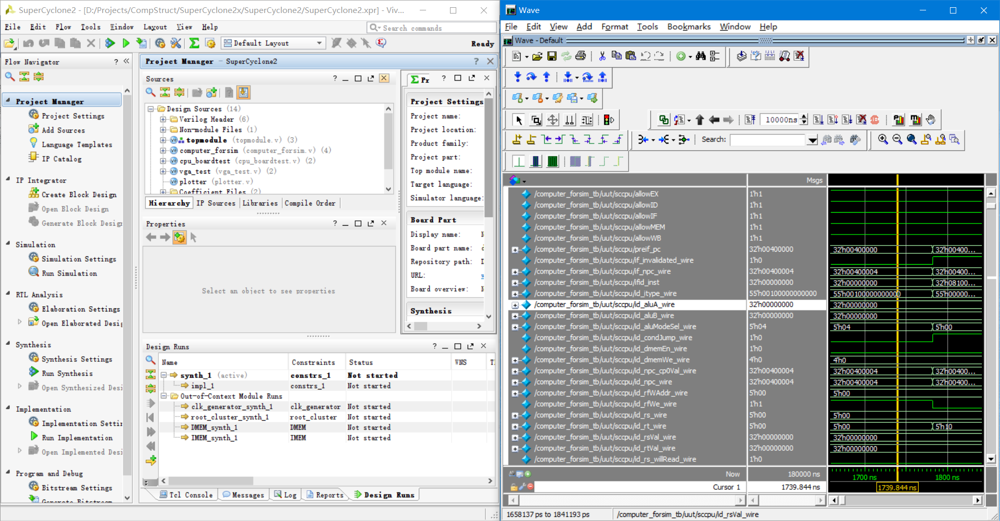 SuperCyclone2 - [D:/Projects/CompStruct/SuperCyclone2x/SuperCyclone2/SuperCyclone2.xpr] - Viv...
File Edit Flow Tools Window Layout View Help
Search commands
Default Layout
Ready
Flow Navigator
Project Manager
Project Settings
Add Sources
Language Templates
IP Catalog
IP Integrator
Create Block Design
Open Block Design
Generate Block Desig
Simulation
Simulation Settings
Run Simulation
RTL Analysis
Elaboration Settings
Open Elaborated Desig
Synthesis
Synthesis Settings
Run Synthesis
Open Synthesized Desi
Implementation
Implementation Settin
Run Implementation
Open Implemented Desi
Program and Debug
Bitstream Settings
Generate Bitstream
Project Manager - SuperCyclone2
Sources
Design Sources (14)
Verilog Header (6)
Non-module Files (1)
topmodule (topmodule.v) (3)
computer_forsim (computer_forsim.v) (4)
cpu_boardtest (cpu_boardtest.v) (2)
vga_test (vga_test.v) (2)
plotter (plotter.v)
Coefficient Files (2)
Hierarchy IP Sources Libraries Compile Order
Properties
Select an object to see properties
Σ Pr
Project Settings
Project name:
Project location:
Product family:
Project part:
Top module name:
Target language:
Simulator language:
Board Part
Display name:
Board part name:
Repository path:
URL:
Board overview:
Synthesis
Design Runs
Name Constraints Status WNS
synth_1 (active) constrs_1 Not started
impl_1 constrs_1 Not started
Out-of-Context Module Runs
clk_generator_synth_1 clk_generator Not started
root_cluster_synth_1 root_cluster Not started
DMEM_synth_1 DMEM Not started
IMEM_synth_1 IMEM Not started
Tcl Console Messages Log Reports Design Runs
Wave
File Edit View Add Format Tools Bookmarks Window Help
Wave - Default
10000ns
Search:
Msgs
/computer_forsim_tb/uut/sccpu/allowEX 1'h1
/computer_forsim_tb/uut/sccpu/allowID 1'h1
/computer_forsim_tb/uut/sccpu/allowIF 1'h1
/computer_forsim_tb/uut/sccpu/allowMEM 1'h1
/computer_forsim_tb/uut/sccpu/allowWB 1'h1
/computer_forsim_tb/uut/sccpu/preif_pc 32'h00400000 32'h00400000 32'h00400...
/computer_forsim_tb/uut/sccpu/if_invalidated_wire 1'h0
/computer_forsim_tb/uut/sccpu/if_npc_wire 32'h00400004 32'h00400004 32'h00400...
/computer_forsim_tb/uut/sccpu/ifid_inst 32'h00000000 32'h00000000 32'h08100...
/computer_forsim_tb/uut/sccpu/id_itype_wire 55'h00100000000000 55'h00100000000000 55'h00000...
/computer_forsim_tb/uut/sccpu/id_aluA_wire 32'h00000000 32'h00000000
/computer_forsim_tb/uut/sccpu/id_aluB_wire 32'h00000000 32'h00000000
/computer_forsim_tb/uut/sccpu/id_aluModeSel_wire 5'h04 5'h04 5'h00
/computer_forsim_tb/uut/sccpu/id_condJump_wire 1'h0
/computer_forsim_tb/uut/sccpu/id_dmemEn_wire 1'h0
/computer_forsim_tb/uut/sccpu/id_dmemWe_wire 4'h0 4'h0
/computer_forsim_tb/uut/sccpu/id_npc_cp0Val_wire 32'h00400004 32'h00400004 32'h00400...
/computer_forsim_tb/uut/sccpu/id_npc_wire 32'h00400004 32'h00400004 32'h00400...
/computer_forsim_tb/uut/sccpu/id_rfWAddr_wire 5'h00 5'h00
/computer_forsim_tb/uut/sccpu/id_rfWe_wire 1'h1
/computer_forsim_tb/uut/sccpu/id_rs_wire 5'h00 5'h00
/computer_forsim_tb/uut/sccpu/id_rt_wire 5'h00 5'h00 5'h10
/computer_forsim_tb/uut/sccpu/id_rsVal_wire 32'h00000000 32'h00000000
/computer_forsim_tb/uut/sccpu/id_rtVal_wire 32'h00000000 32'h00000000
/computer_forsim_tb/uut/sccpu/id_rs_willRead_wire 1'h0
Now 180000 ns 1700 ns 1800 ns
Cursor 1 1739.844 ns 1739.844 ns
1658137 ps to 1841193 ps /computer_forsim_tb/uut/sccpu/id_rsVal_wire